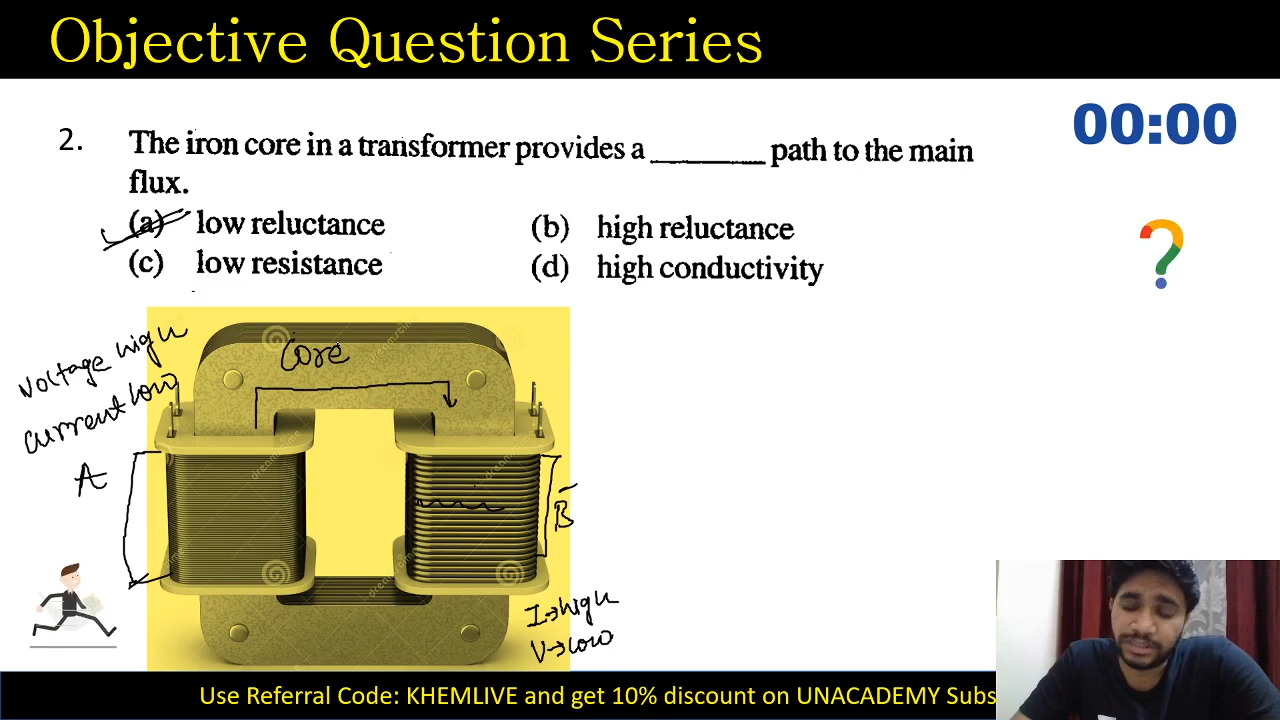 Objective Question Series
00:00
2. The iron core in a transformer provides a ________ path to the main
flux.
(a) low reluctance (b) high reluctance
(c) low resistance (d) high conductivity
?
Voltage high
Current low
A
Core
B
I→high
V→low
dreamstime
Use Referral Code: KHEMLIVE and get 10% discount on UNACADEMY Subs